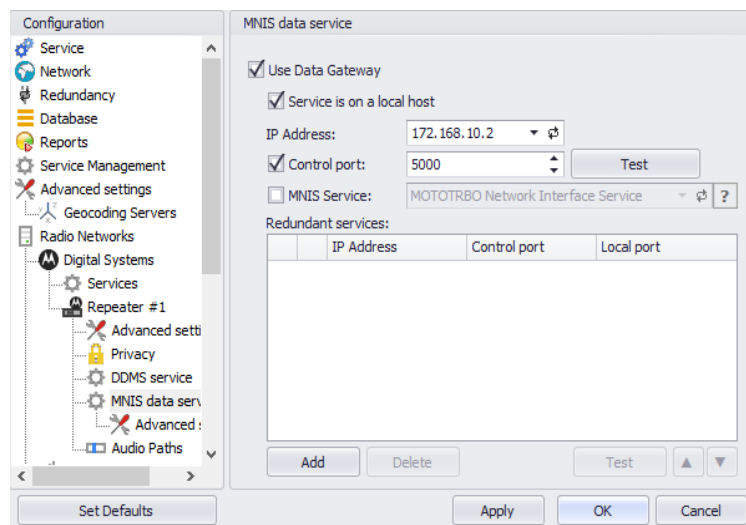 Configuration
Service
Network
Redundancy
Database
Reports
Service Management
Advanced settings
Geocoding Servers
Radio Networks
Digital Systems
Services
Repeater #1
Advanced setti
Privacy
DDMS service
MNIS data serv
Advanced s
Audio Paths
Set Defaults
MNIS data service
Use Data Gateway
Service is on a local host
IP Address: 172.168.10.2
Control port: 5000 Test
MNIS Service: MOTOTRBO Network Interface Service ?
Redundant services:
IP Address Control port Local port
Add Delete Test
Apply OK Cancel